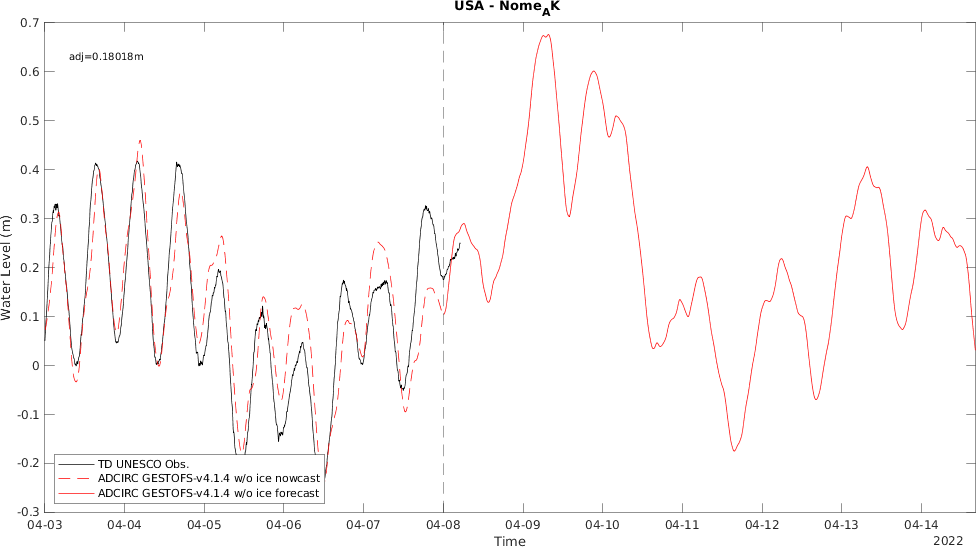 USA - Nome_AK
adj=0.18018m
0.7
0.6
0.5
0.4
0.3
0.2
0.1
0
-0.1
-0.2
-0.3
Water Level (m)
TD UNESCO Obs.
ADCIRC GESTOFS-v4.1.4 w/o ice nowcast
ADCIRC GESTOFS-v4.1.4 w/o ice forecast
04-03 04-04 04-05 04-06 04-07 04-08 04-09 04-10 04-11 04-12 04-13 04-14
Time
2022